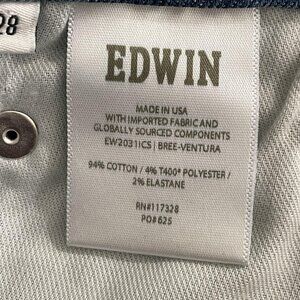 28
EDWIN
MADE IN USA
WITH IMPORTED FABRIC AND
GLOBALLY SOURCED COMPONENTS
EW2031ICS | BREE-VENTURA
94% COTTON / 4% T400® POLYESTER /
2% ELASTANE
RN#117328
PO#625